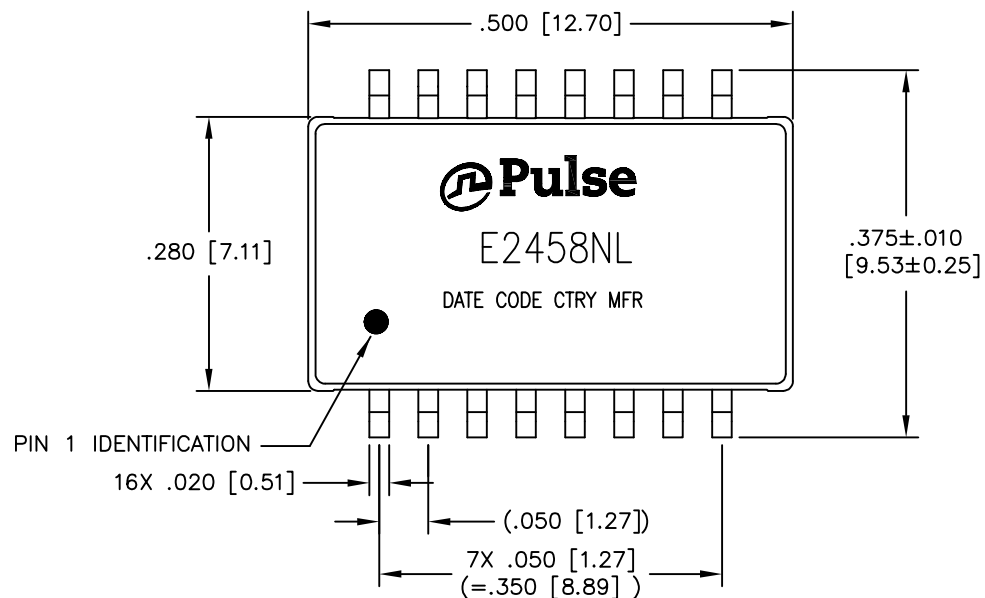 .500 [12.70]
Pulse
.280 [7.11]
E2458NL
.375±.010
[9.53±0.25]
DATE CODE CTRY MFR
PIN 1 IDENTIFICATION
16X .020 [0.51]
(.050 [1.27])
7X .050 [1.27]
(=.350 [8.89] )